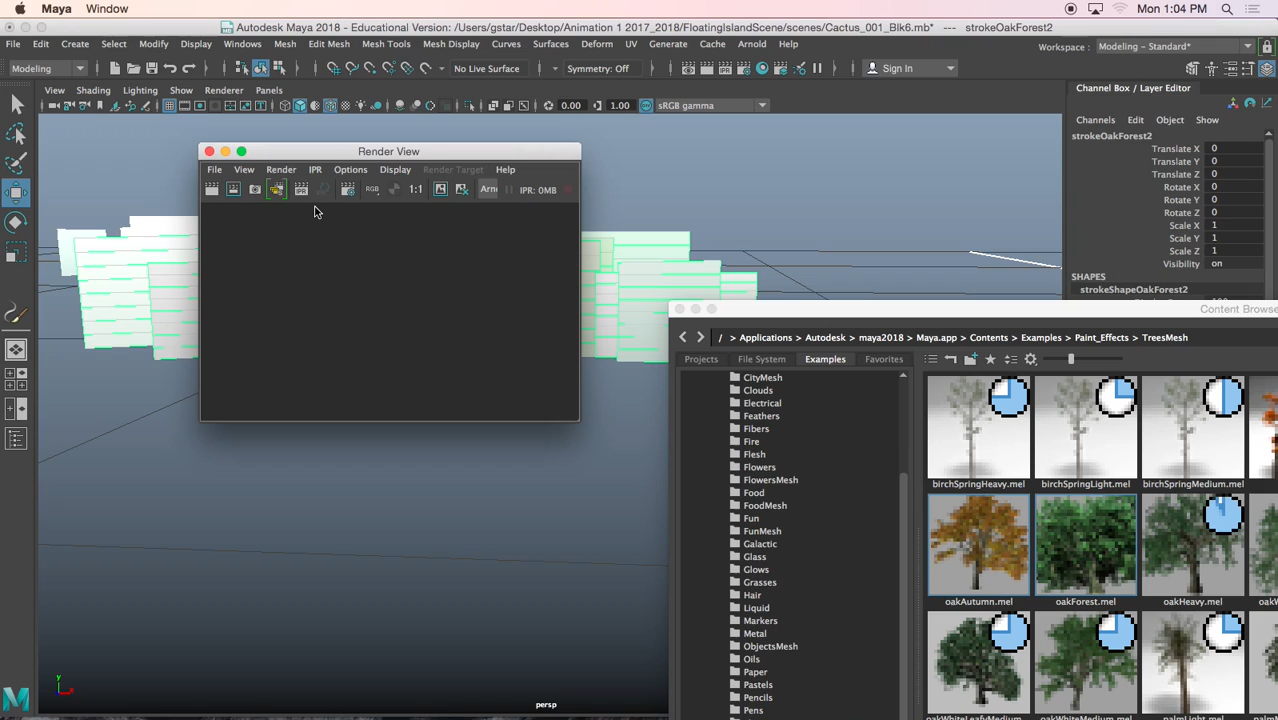 Maya Window Mon 1:04 PM
Autodesk Maya 2018 - Educational Version: /Users/gstar/Desktop/Animation 1 2017_2018/FloatingIslandScene/scenes/Cactus_001_Blk6.mb* --- strokeOakForest2
File Edit Create Select Modify Display Windows Mesh Edit Mesh Mesh Tools Mesh Display Curves Surfaces Deform UV Generate Cache Arnold Help
Workspace : Modeling - Standard*
Modeling No Live Surface Symmetry: Off Sign In
View Shading Lighting Show Renderer Panels
0.00 1.00 sRGB gamma
Channel Box / Layer Editor
Channels Edit Object Show
strokeOakForest2
Translate X 0
Translate Y 0
Translate Z 0
Rotate X 0
Rotate Y 0
Rotate Z 0
Scale X 1
Scale Y 1
Scale Z 1
Visibility on
SHAPES
strokeShapeOakForest2
Render View
File View Render IPR Options Display Render Target Help
IPR RGB 1:1 Arn IPR: 0MB
Content Browse
/ > Applications > Autodesk > maya2018 > Maya.app > Contents > Examples > Paint_Effects > TreesMesh
Projects File System Examples Favorites
CityMesh
Clouds
Electrical
Feathers
Fibers
Fire
Flesh
Flowers
FlowersMesh
Food
FoodMesh
Fun
FunMesh
Galactic
Glass
Glows
Grasses
Hair
Liquid
Markers
Metal
ObjectsMesh
Oils
Paper
Pastels
Pencils
Pens
birchSpringHeavy.mel birchSpringLight.mel birchSpringMedium.mel
oakAutumn.mel oakForest.mel oakHeavy.mel
y
x
persp